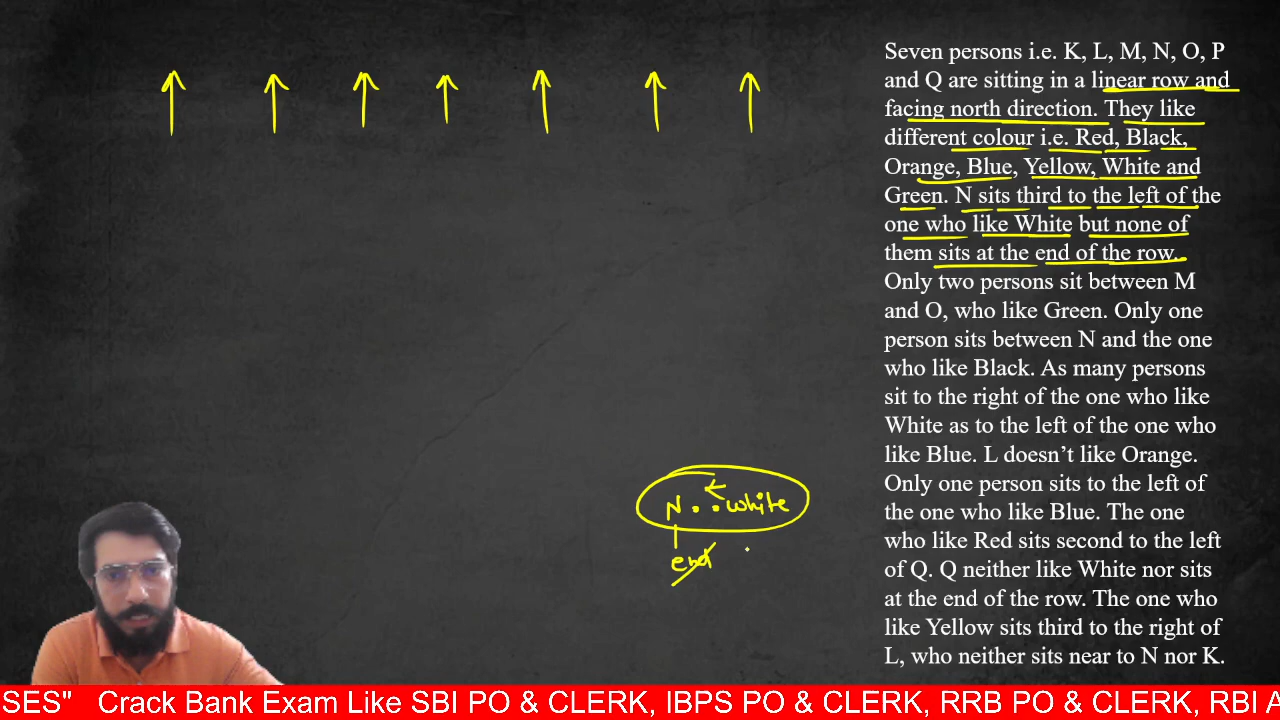 Seven persons i.e. K, L, M, N, O, P
and Q are sitting in a linear row and
facing north direction. They like
different colour i.e. Red, Black,
Orange, Blue, Yellow, White and
Green. N sits third to the left of the
one who like White but none of
them sits at the end of the row.
Only two persons sit between M
and O, who like Green. Only one
person sits between N and the one
who like Black. As many persons
sit to the right of the one who like
White as to the left of the one who
like Blue. L doesn’t like Orange.
Only one person sits to the left of
the one who like Blue. The one
who like Red sits second to the left
of Q. Q neither like White nor sits
at the end of the row. The one who
like Yellow sits third to the right of
L, who neither sits near to N nor K.
N . . white
end
SES" Crack Bank Exam Like SBI PO & CLERK, IBPS PO & CLERK, RRB PO & CLERK, RBI A